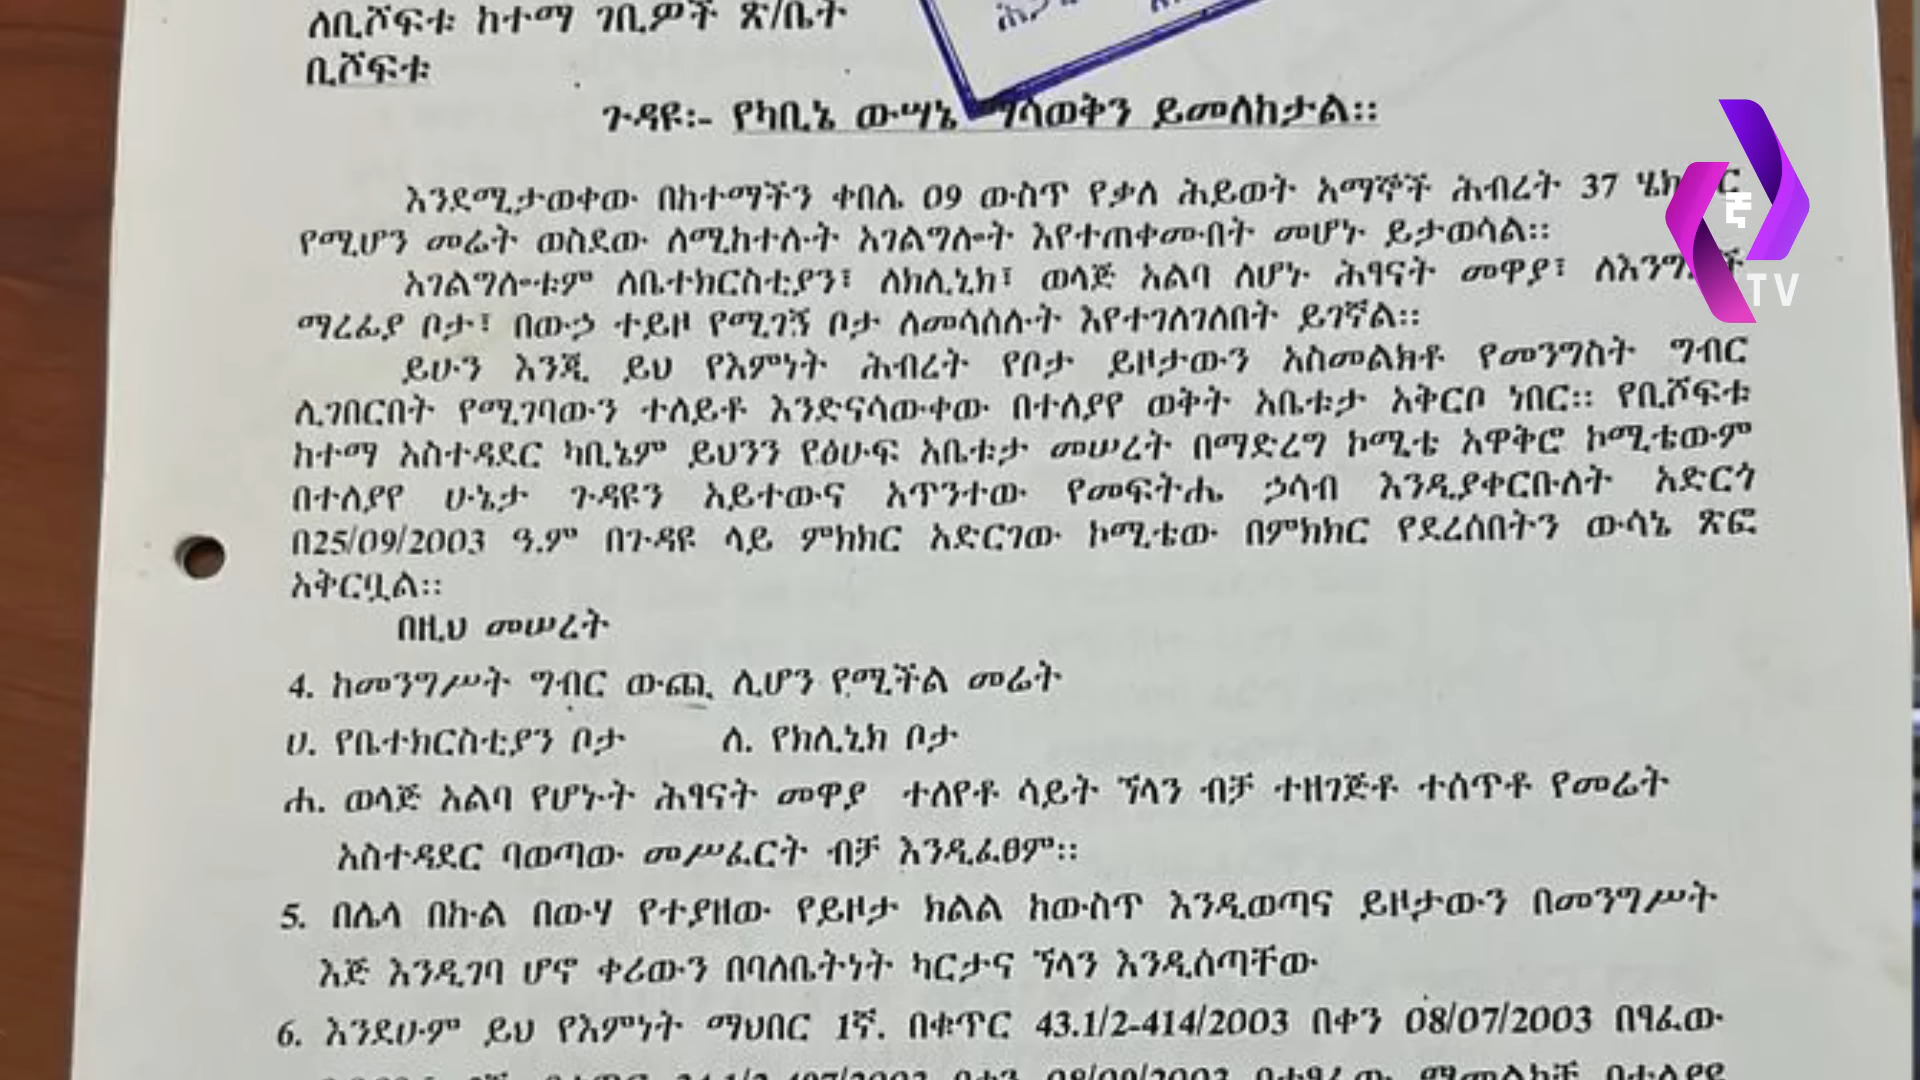 ለቢሾፍቱ ከተማ ገቢዎች ጽ/ቤት
ቢሾፍቱ
ጉዳዩ፡- የካቢኔ ውሣኔ ማሳወቅን ይመለከታል፡፡
እንደሚታወቀው በከተማችን ቀበሌ 09 ውስጥ የቃለ ሕይወት አማኞች ሕብረት 37
የሚሆን መሬት ወስደው ለሚከተሉት አገልግሎት እየተጠቀሙበት መሆኑ ይታወሳል፡፡
አገልግሎቱም ለቤተክርስቲያን፣ ለክሊኒክ፣ ወላጅ አልባ ለሆኑ ሕፃናት መዋያ፣
ማረፊያ ቦታ፣ በውኃ ተይዞ የሚገኝ ቦታ ለመሳሰሉት እየተገለገለበት ይገኛል፡፡
ይሁን እንጂ ይህ የእምነት ሕብረት የቦታ ይዞታውን አስመልክቶ የመንግስት ግብር
ሊገበርበት የሚገባውን ተለይቶ እንድናሳውቀው በተለያየ ወቅት አቤቱታ አቅርቦ ነበር፡፡ የቢሾፍቱ
ከተማ አስተዳደር ካቢኔም ይህንን የዕሁፍ አቤቱታ መሠረት በማድረግ ኮሚቴ አዋቅሮ ኮሚቴውም
በተለያየ ሁኔታ ጉዳዩን አይተውና አጥንተው የመፍትሔ ኃሳብ እንዲያቀርቡለት አድርጎ
በ25/09/2003 ዓ.ም በጉዳዩ ላይ ምክክር አድርገው ኮሚቴው በምክክር የደረሰበትን ውሳኔ ጽፎ
አቅርቧል፡፡
በዚህ መሠረት
4. ከመንግሥት ግብር ውጪ ሊሆን የሚችል መሬት
ሀ. የቤተክርስቲያን ቦታ ለ. የክሊኒክ ቦታ
ሐ. ወላጅ አልባ የሆኑት ሕፃናት መዋያ ተለየቶ ሳይት ኘላን ብቻ ተዘገጅቶ ተሰጥቶ የመሬት
አስተዳደር ባወጣው መሥፈርት ብቻ እንዲፈፀም፡፡
5. በሌላ በኩል በውሃ የተያዘው የይዞታ ክልል ከውስጥ እንዲወጣና ይዞታውን በመንግሥት
እጅ እንዲገባ ሆኖ ቀሪውን በባለቤትነት ካርታና ኘላን እንዲሰጣቸው
6. እንደሁም ይህ የእምነት ማህበር 1ኛ. በቁጥር 43.1/2-414/2003 በቀን 08/07/2003 በፃፈው
ኛ
TV